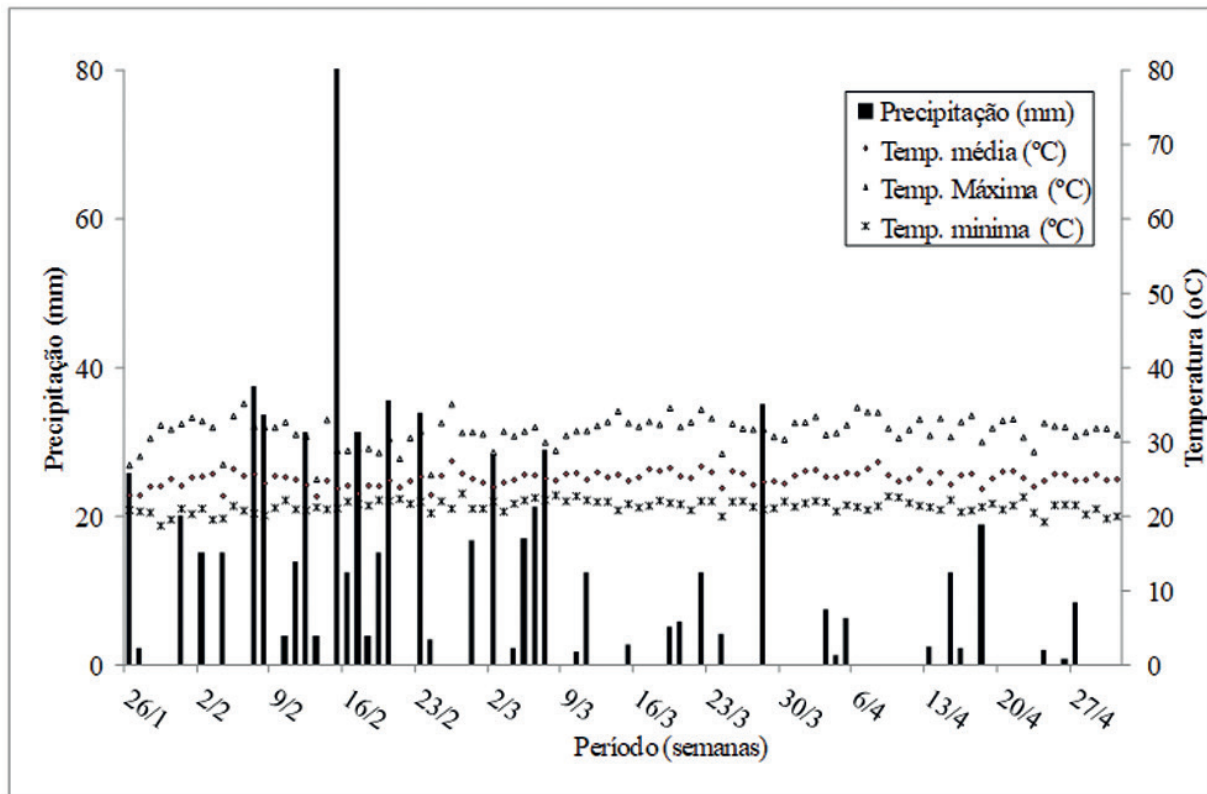 80
60
40
20
0
Precipitação (mm)
80
70
60
50
40
30
20
10
0
Temperatura (oC)
Precipitação (mm)
Temp. média (ºC)
Temp. Máxima (ºC)
Temp. minima (ºC)
26/1 2/2 9/2 16/2 23/2 2/3 9/3 16/3 23/3 30/3 6/4 13/4 20/4 27/4
Período (semanas)